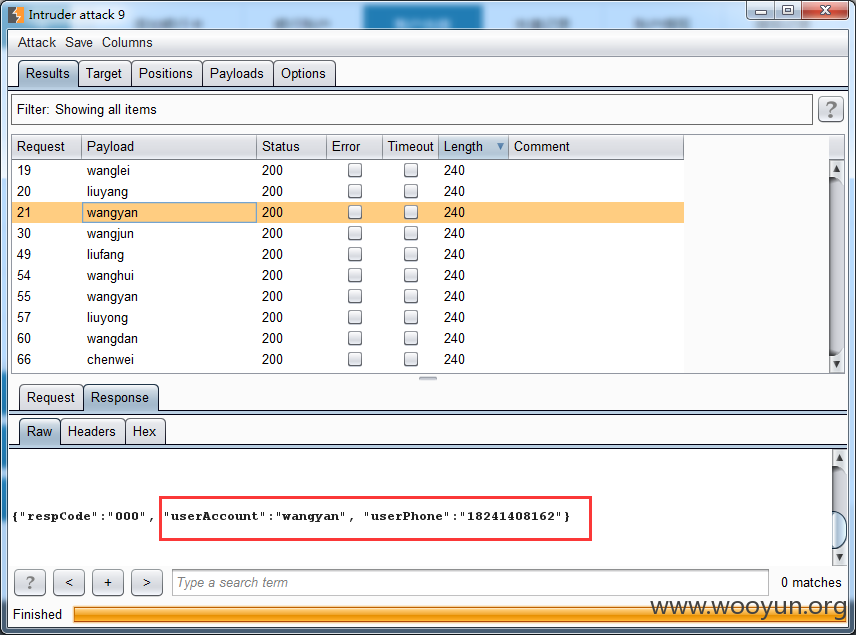 Intruder attack 9
Attack Save Columns
Results Target Positions Payloads Options
Filter: Showing all items ?
Request Payload Status Error Timeout Length Comment
19 wanglei 200 240
20 liuyang 200 240
21 wangyan 200 240
30 wangjun 200 240
49 liufang 200 240
54 wanghui 200 240
55 wangyan 200 240
57 liuyong 200 240
60 wangdan 200 240
66 chenwei 200 240
Request Response
Raw Headers Hex
{"respCode":"000", "userAccount":"wangyan", "userPhone":"18241408162"}
? < + > Type a search term 0 matches
Finished
www.wooyun.org